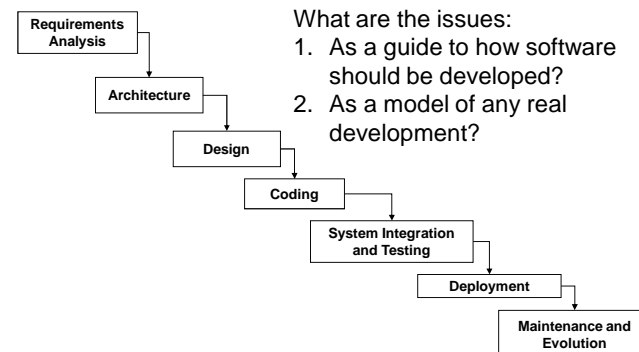 What are the issues:
1. As a guide to how software
should be developed?
2. As a model of any real
development?
Requirements
Analysis
Architecture
Design
Coding
System Integration
and Testing
Deployment
Maintenance and
Evolution